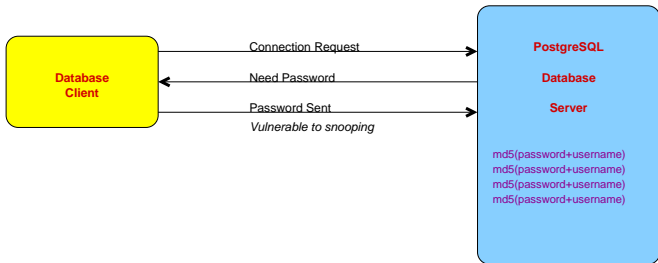 Connection Request
PostgreSQL
Database
Client
Need Password
Database
Password Sent
Server
Vulnerable to snooping
md5(password+username)
md5(password+username)
md5(password+username)
md5(password+username)